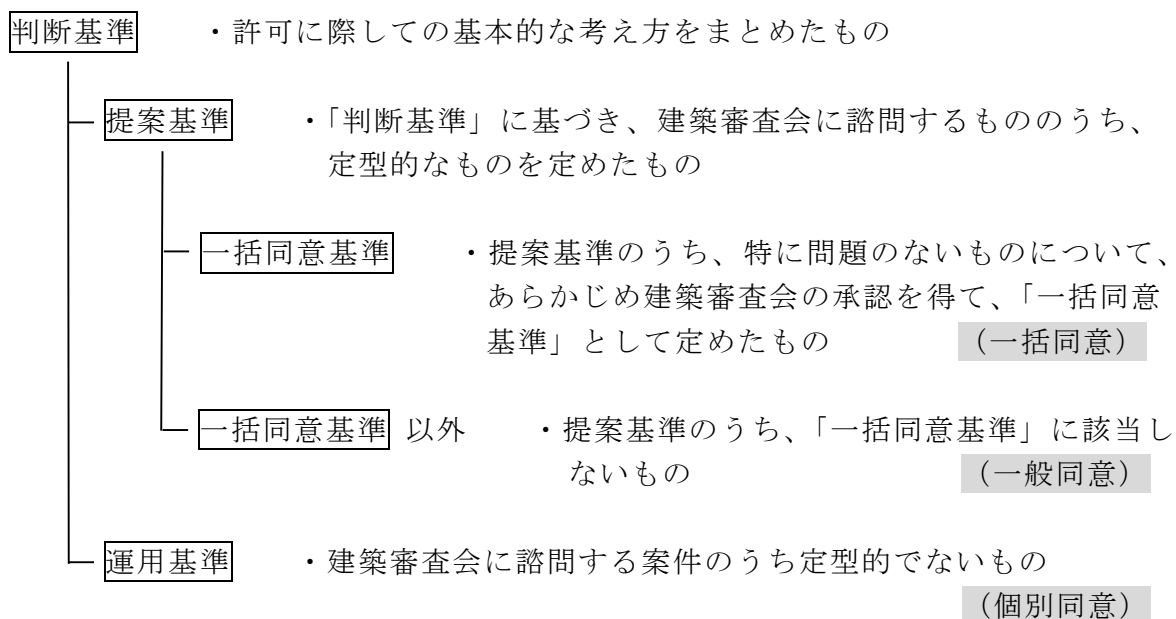 判断基準 ・許可に際しての基本的な考え方をまとめたもの
提案基準 ・「判断基準」に基づき、建築審査会に諮問するもののうち、
定型的なものを定めたもの
一括同意基準 ・提案基準のうち、特に問題のないものについて、
あらかじめ建築審査会の承認を得て、「一括同意
基準」として定めたもの (一括同意)
一括同意基準 以外 ・提案基準のうち、「一括同意基準」に該当し
ないもの (一般同意)
運用基準 ・建築審査会に諮問する案件のうち定型的でないもの
(個別同意)